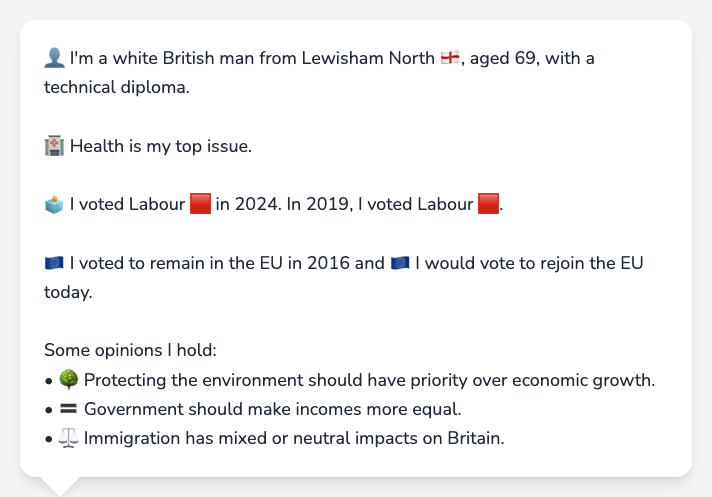 👤 I'm a white British man from Lewisham North 🏴󠁧󠁢󠁥󠁮󠁧󠁿, aged 69, with a
technical diploma.
🏥 Health is my top issue.
🗳️ I voted Labour 🟥 in 2024. In 2019, I voted Labour 🟥.
🇪🇺 I voted to remain in the EU in 2016 and 🇪🇺 I would vote to rejoin the EU
today.
Some opinions I hold:
• 🌳 Protecting the environment should have priority over economic growth.
• 🟰 Government should make incomes more equal.
• ⚖️ Immigration has mixed or neutral impacts on Britain.